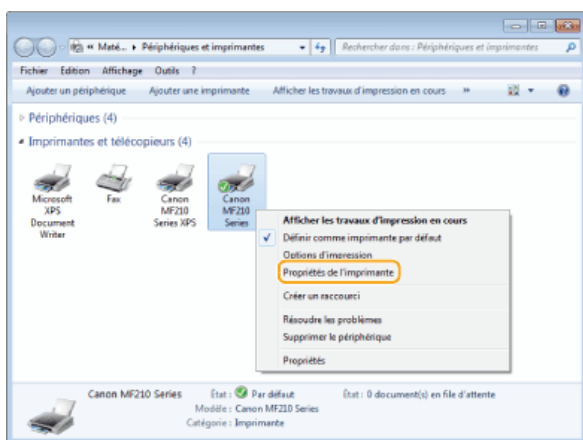 « Maté... ▸ Périphériques et imprimantes
Rechercher dans : Périphériques et imprimantes
Fichier Edition Affichage Outils ?
Ajouter un périphérique Ajouter une imprimante Afficher les travaux d'impression en cours »
Périphériques (4)
Imprimantes et télécopieurs (4)
Microsoft XPS Document Writer
Fax
Canon MF210 Series XPS
Canon MF210 Series
Afficher les travaux d'impression en cours
Définir comme imprimante par défaut
Options d'impression
Propriétés de l'imprimante
Créer un raccourci
Résoudre les problèmes
Supprimer le périphérique
Propriétés
Canon MF210 Series État : Par défaut État : 0 document(s) en file d'attente
Modèle : Canon MF210 Series
Catégorie : Imprimante